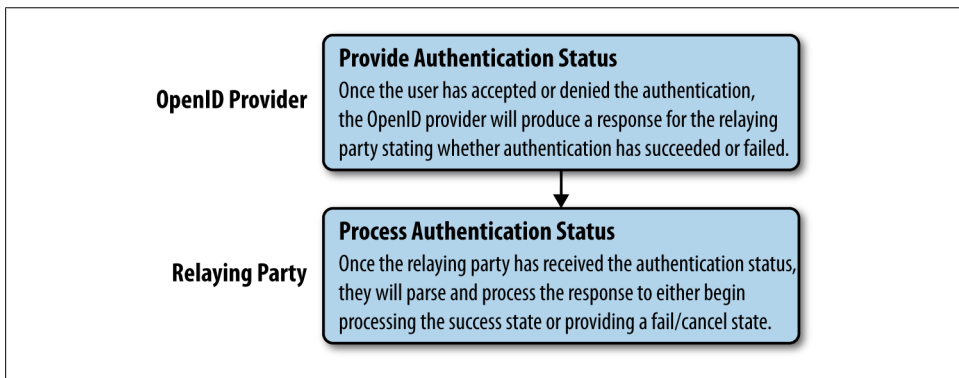 OpenID Provider
Provide Authentication Status
Once the user has accepted or denied the authentication,
the OpenID provider will produce a response for the relaying
party stating whether authentication has succeeded or failed.
Relaying Party
Process Authentication Status
Once the relaying party has received the authentication status,
they will parse and process the response to either begin
processing the success state or providing a fail/cancel state.